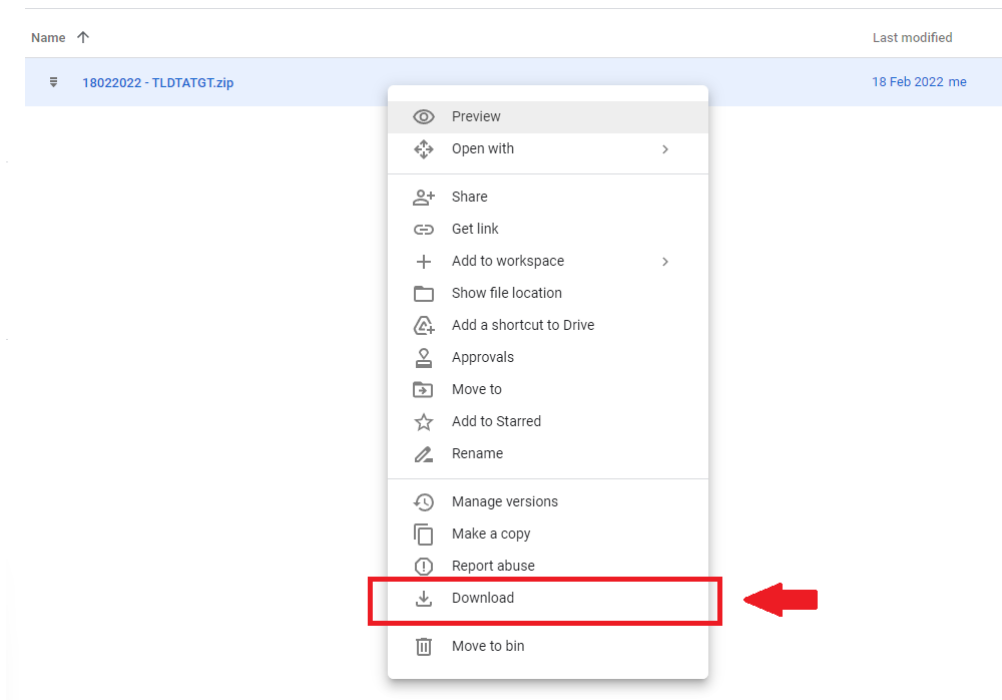 Name Last modified
18022022 - TLDTATGT.zip 18 Feb 2022 me
Preview
Open with
Share
Get link
Add to workspace
Show file location
Add a shortcut to Drive
Approvals
Move to
Add to Starred
Rename
Manage versions
Make a copy
Report abuse
Download
Move to bin